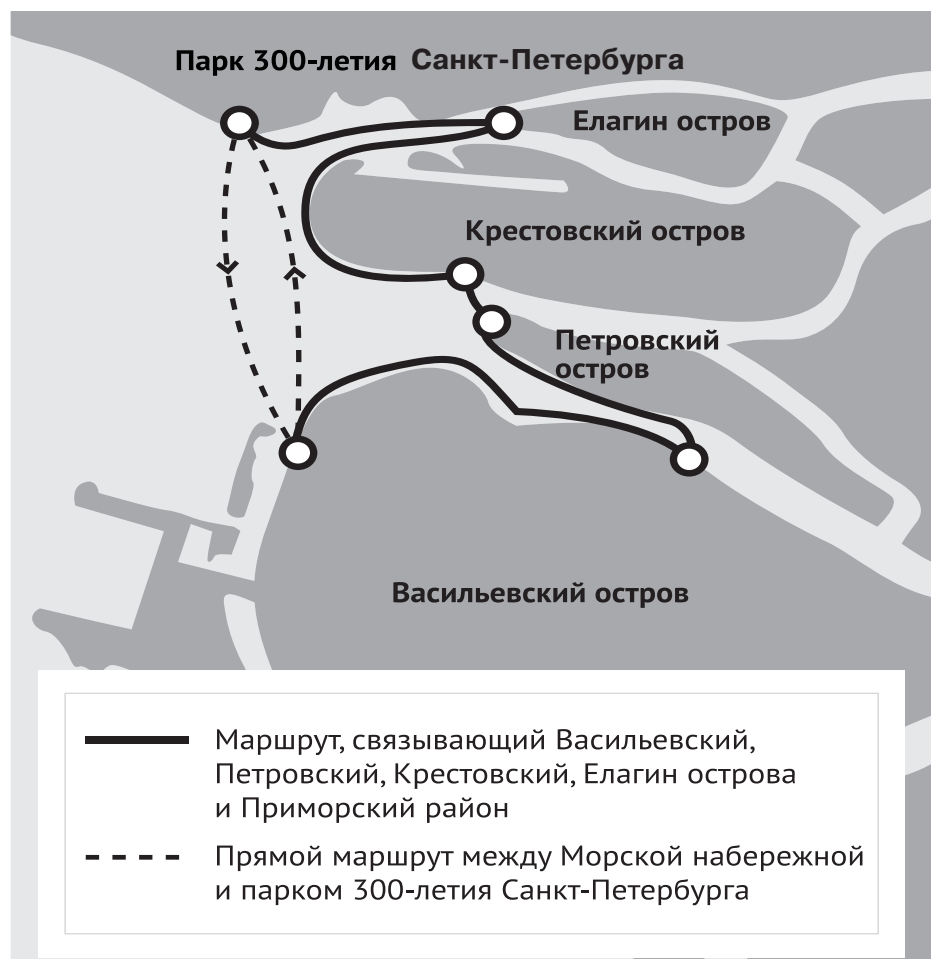 Парк 300-летия Санкт-Петербурга
Елагин остров
Крестовский остров
Петровский
остров
Васильевский остров
Маршрут, связывающий Васильевский,
Петровский, Крестовский, Елагин острова
и Приморский район
Прямой маршрут между Морской набережной
и парком 300-летия Санкт-Петербурга